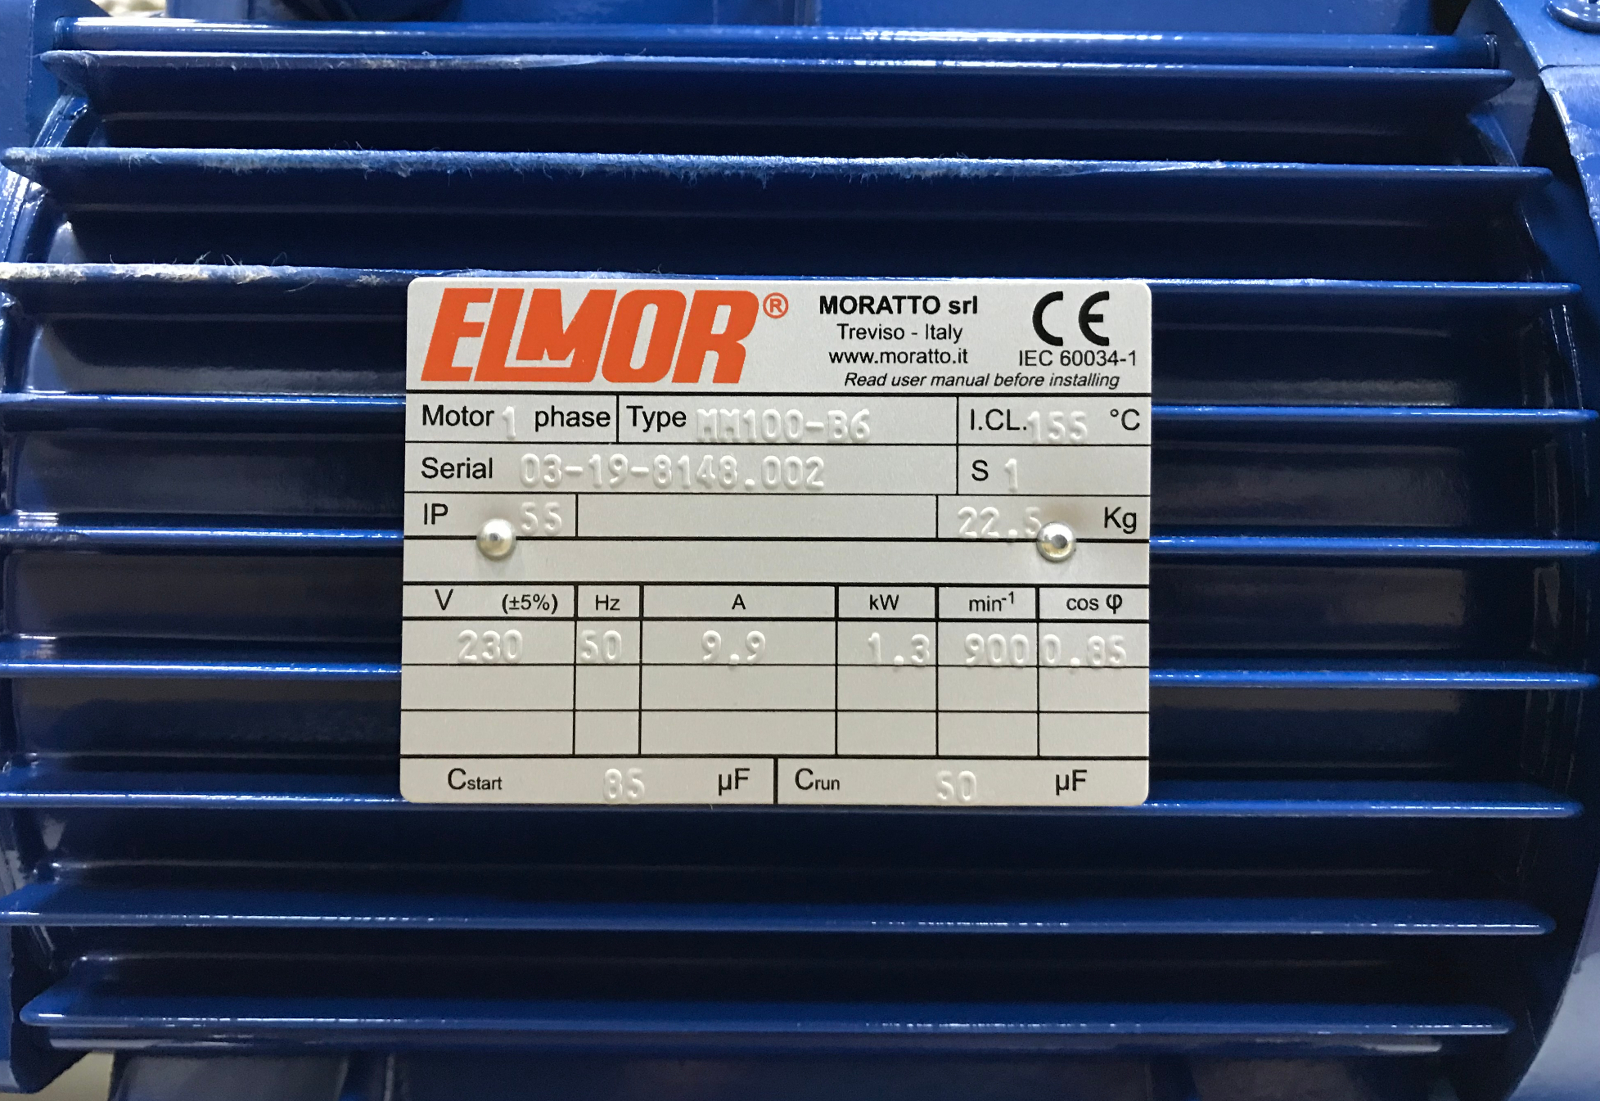 ELMOR®
MORATTO srl
Treviso - Italy
www.moratto.it
CE
IEC 60034-1
Read user manual before installing
Motor 1 phase Type MM100-B6 I.CL. 155 °C
Serial 03-19-8148.002 S 1
IP 55 22.5 Kg
V (±5%) Hz A kW min-1 cos φ
230 50 9.9 1.3 900 0.85
Cstart 85 µF Crun 50 µF